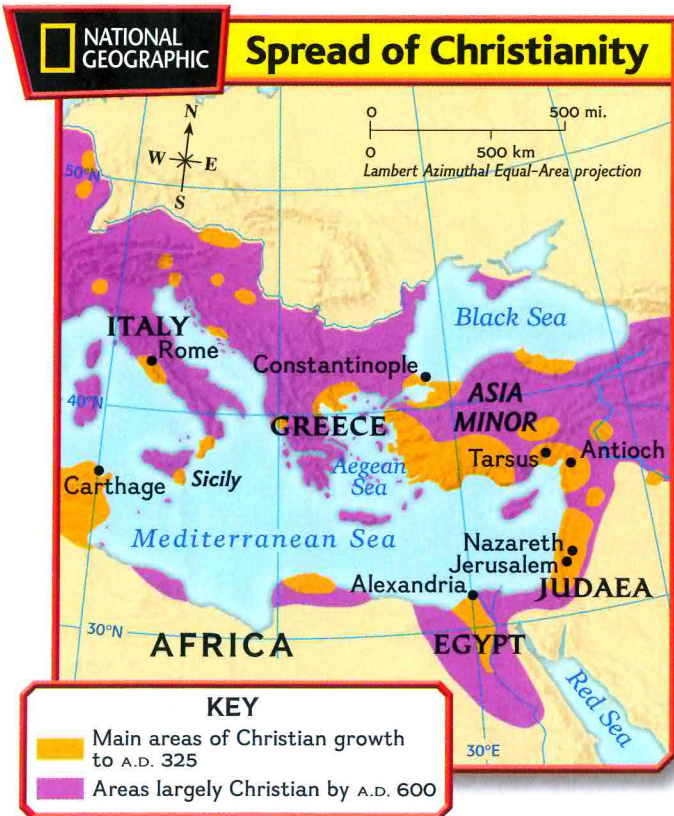 NATIONAL
GEOGRAPHIC
Spread of Christianity
N
W E
S
0 500 mi.
0 500 km
Lambert Azimuthal Equal-Area projection
50°N
Black Sea
ITALY
Rome
Constantinople
40°N
ASIA
MINOR
GREECE
Tarsus
Antioch
Aegean
Sea
Sicily
Carthage
Mediterranean Sea
Nazareth
Jerusalem
Alexandria
JUDAEA
30°N
AFRICA
EGYPT
Red Sea
30°E
KEY
Main areas of Christian growth
to A.D. 325
Areas largely Christian by A.D. 600